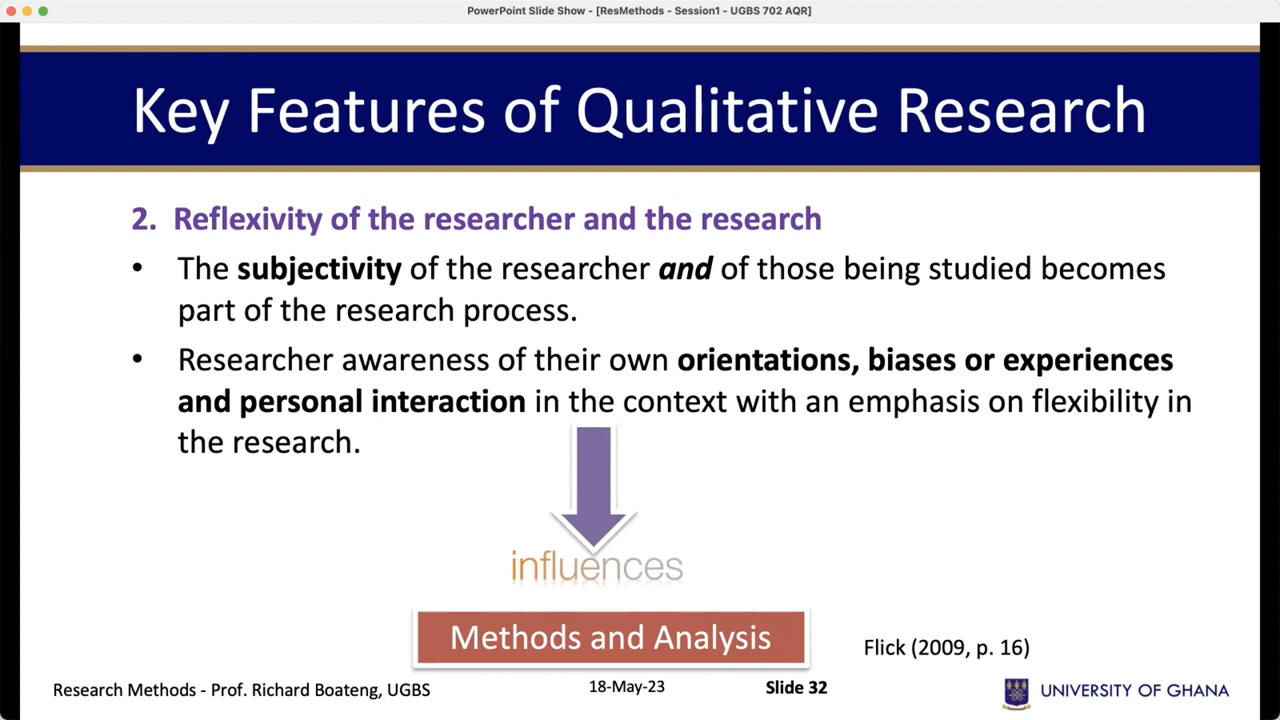 PowerPoint Slide Show - [ResMethods - Session1 - UGBS 702 AQR]
Key Features of Qualitative Research
2. Reflexivity of the researcher and the research
• The subjectivity of the researcher and of those being studied becomes
part of the research process.
• Researcher awareness of their own orientations, biases or experiences
and personal interaction in the context with an emphasis on flexibility in
the research.
influences
Methods and Analysis
Flick (2009, p. 16)
Research Methods - Prof. Richard Boateng, UGBS
18-May-23
Slide 32
UNIVERSITY OF GHANA